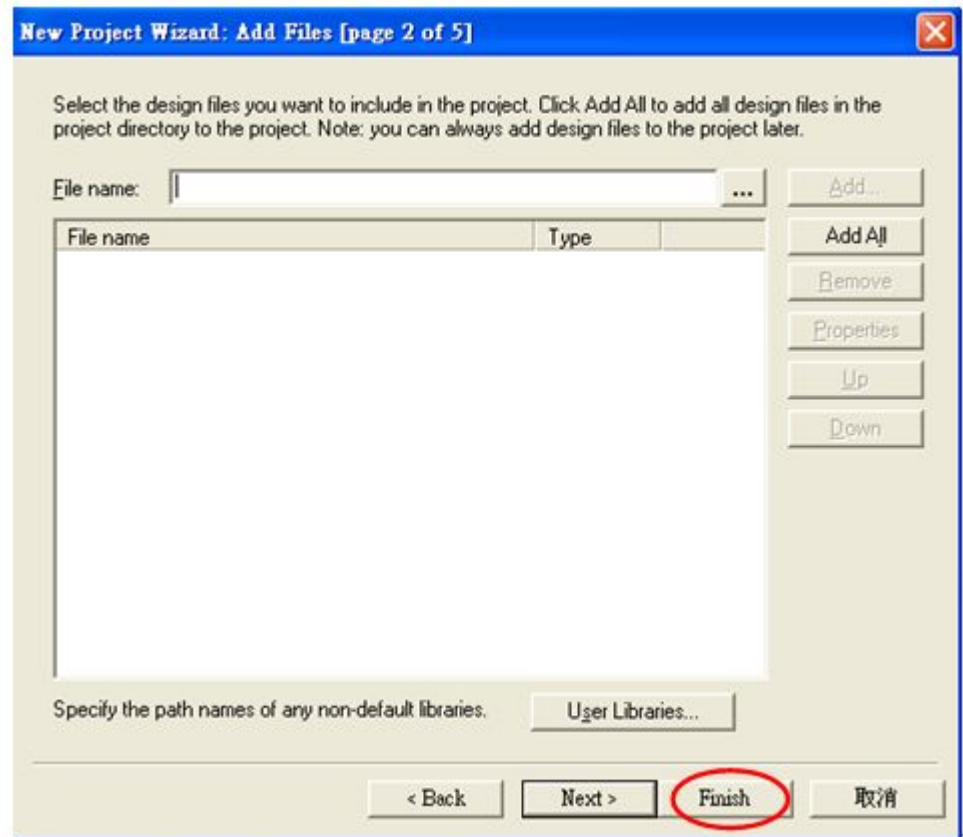 New Project Wizard: Add Files [page 2 of 5]
Select the design files you want to include in the project. Click Add All to add all design files in the
project directory to the project. Note: you can always add design files to the project later.
File name: ... Add...
File name Type Add All
Remove
Properties
Up
Down
Specify the path names of any non-default libraries. User Libraries...
< Back Next > Finish 取消